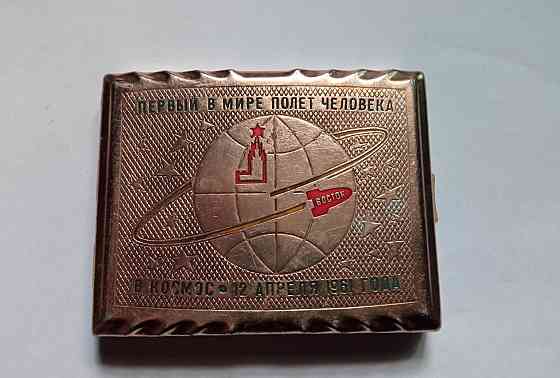 ПЕРВЫЙ В МИРЕ ПОЛЕТ ЧЕЛОВЕКА
ВОСТОК
В КОСМОС 12 АПРЕЛЯ 1961 ГОДА